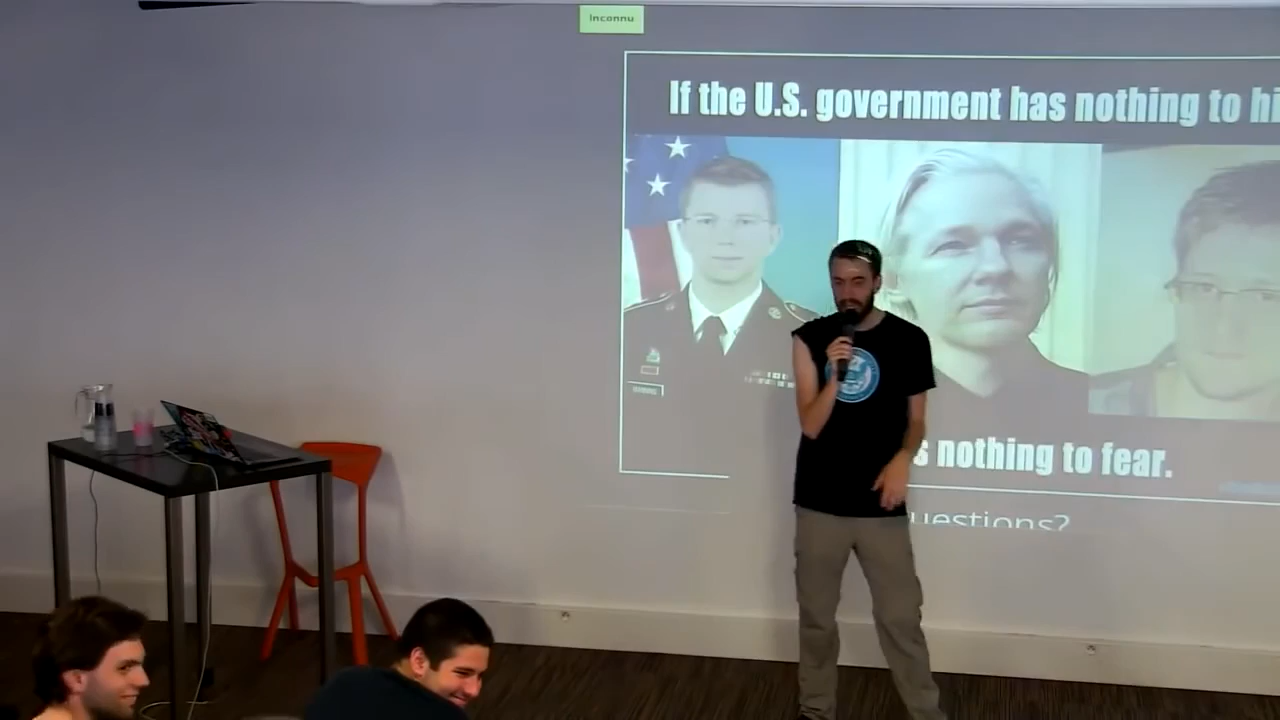 Inconnu
If the U.S. government has nothing to hi
s nothing to fear.
uestions?